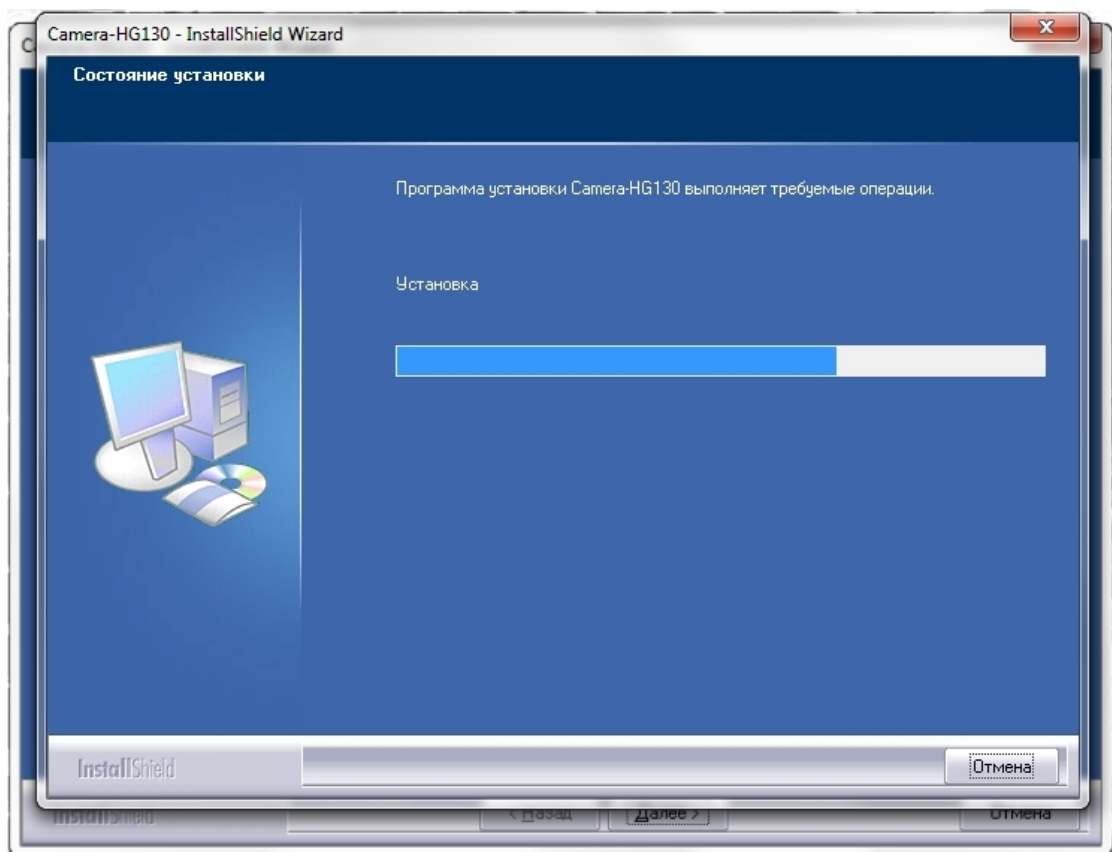 Camera-HG130 - InstallShield Wizard
Состояние установки
Программа установки Camera-HG130 выполняет требуемые операции.
Установка
InstallShield
Отмена
InstallShield
< Назад
Далее >
Отмена